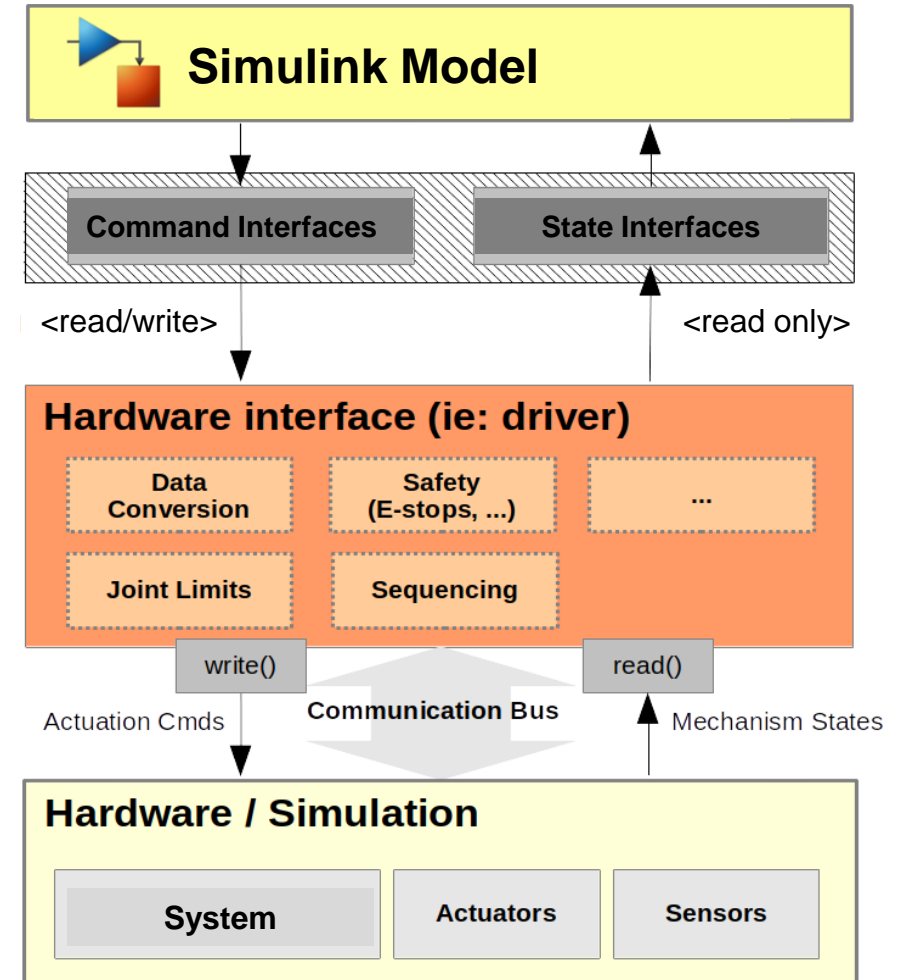 Simulink Model
Command Interfaces
State Interfaces
<read/write>
<read only>
Hardware interface (ie: driver)
Data
Conversion
Safety
(E-stops, ...)
...
Joint Limits
Sequencing
write()
read()
Actuation Cmds
Communication Bus
Mechanism States
Hardware / Simulation
System
Actuators
Sensors